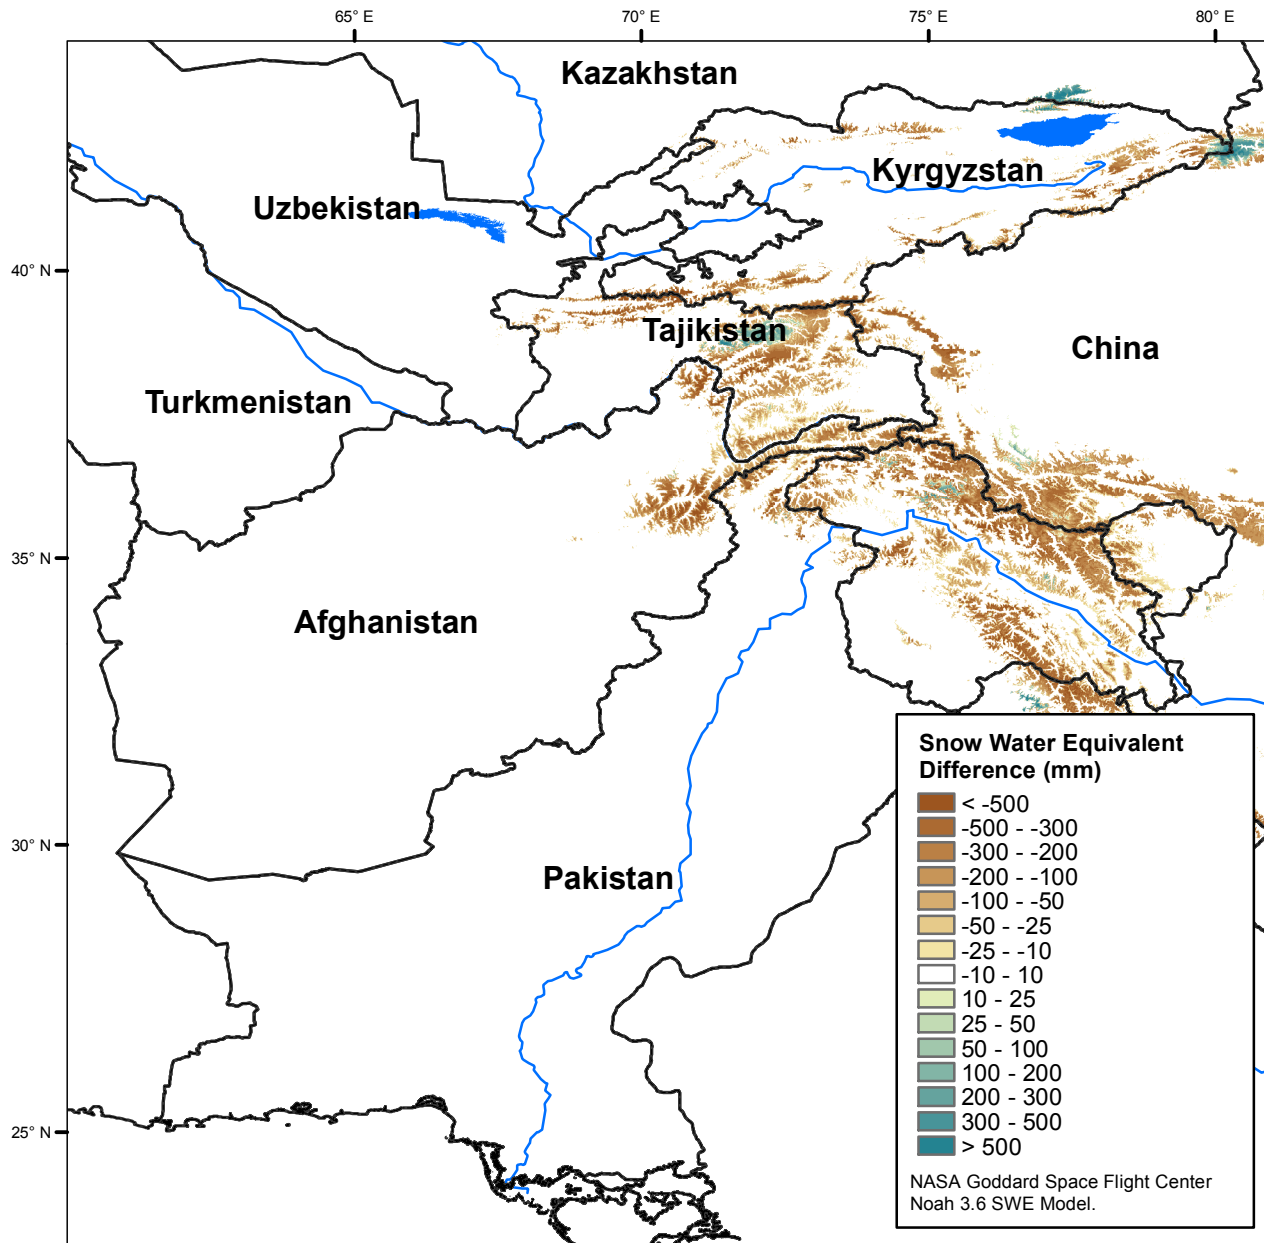 65° E
70° E
75° E
80° E
Kazakhstan
Kyrgyzstan
Uzbekistan
40° N
Tajikistan
China
Turkmenistan
35° N
Afghanistan
30° N
Pakistan
25° N
Snow Water Equivalent
Difference (mm)
< -500
-500 - -300
-300 - -200
-200 - -100
-100 - -50
-50 - -25
-25 - -10
-10 - 10
10 - 25
25 - 50
50 - 100
100 - 200
200 - 300
300 - 500
> 500
NASA Goddard Space Flight Center
Noah 3.6 SWE Model.